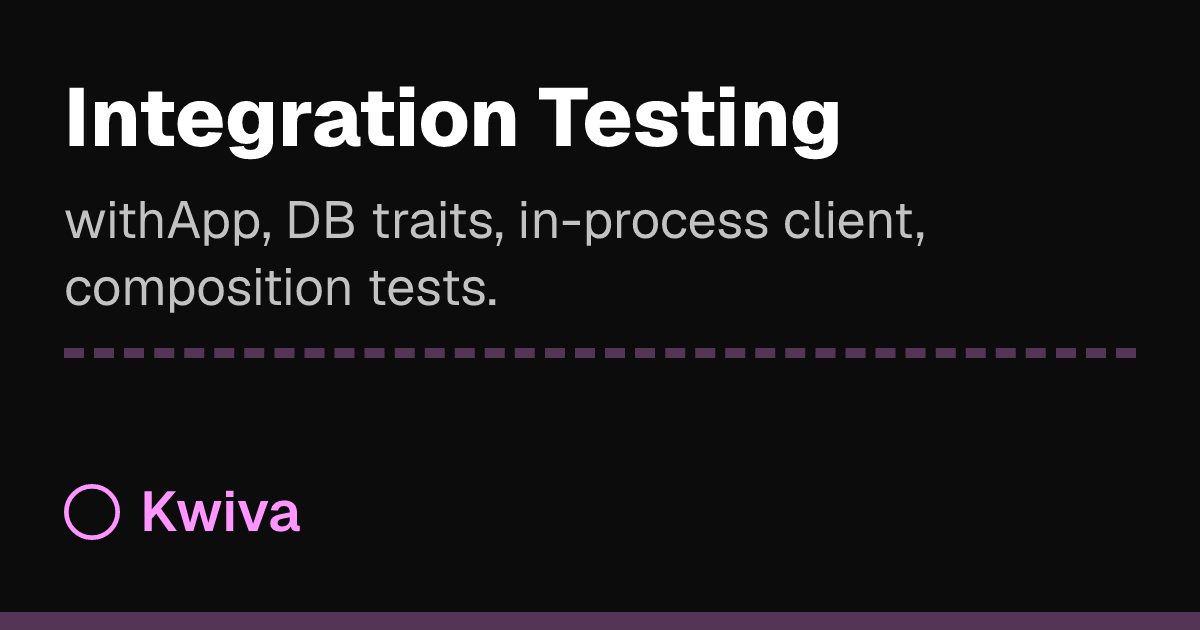 Integration Testing
withApp, DB traits, in-process client,
composition tests.
Kwiva